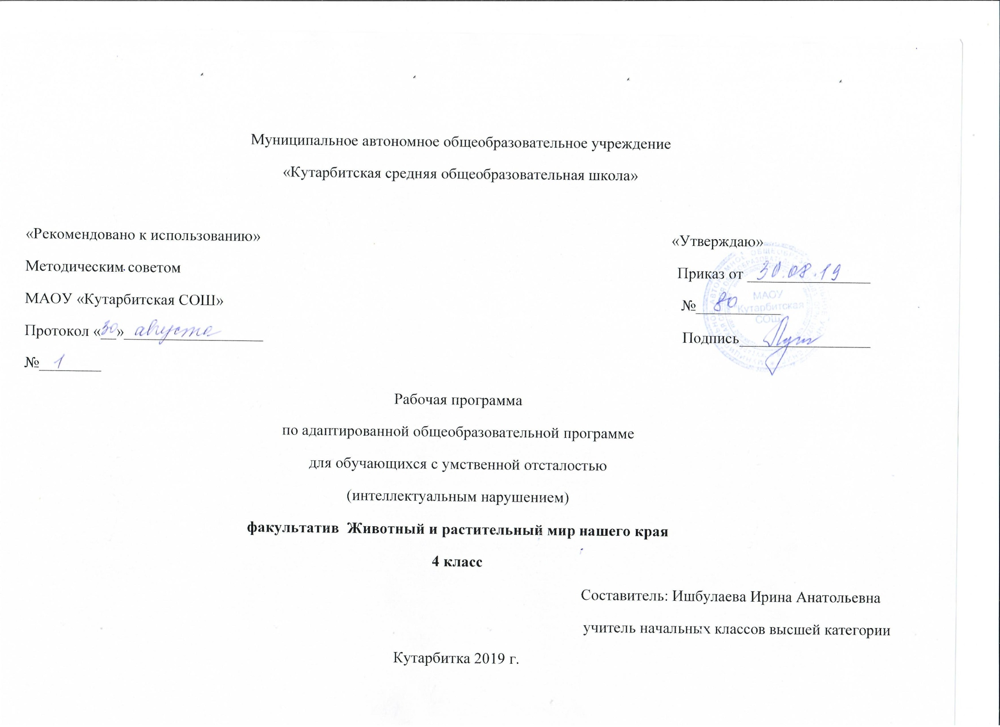 Муниципальное автономное общеобразовательное учреждение
«Кутарбитская средняя общеобразовательная школа»
«Рекомендовано к использованию»
Методическим советом
МАОУ «Кутарбитская СОШ»
Протокол «30» августа
№ 1
«Утверждаю»
Приказ от 30.08.19
№ 80
Подпись
МАОУ
"Кутарбитская
СОШ"
Рабочая программа
по адаптированной общеобразовательной программе
для обучающихся с умственной отсталостью
(интеллектуальным нарушением)
факультатив Животный и растительный мир нашего края
4 класс
Составитель: Ишбулаева Ирина Анатольевна
учитель начальных классов высшей категории
Кутарбитка 2019 г.